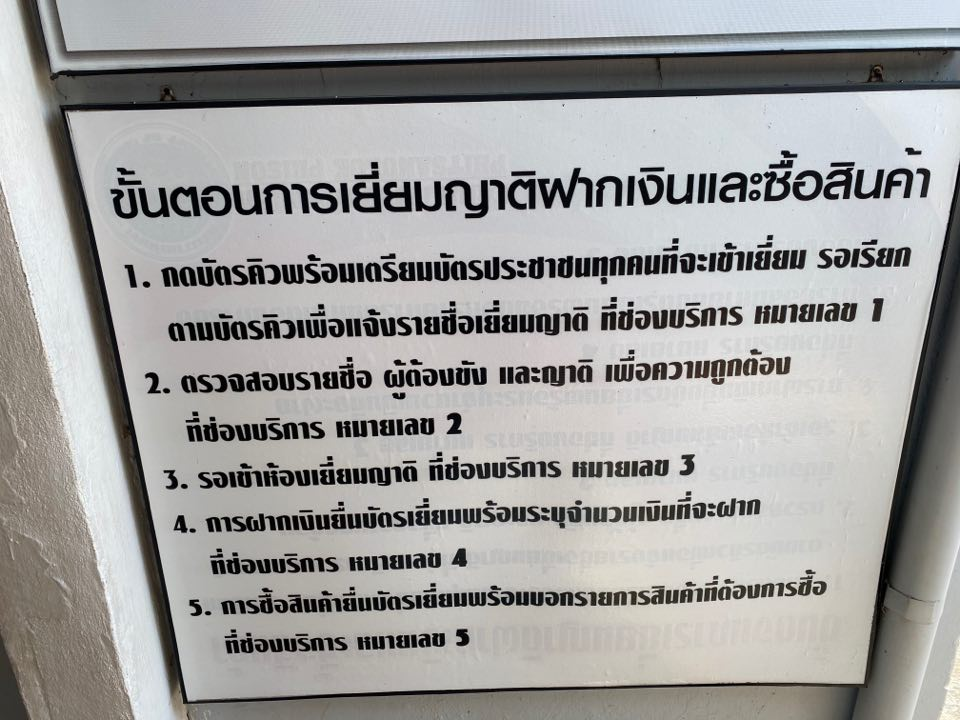 ขั้นตอนการเยี่ยมญาติฝากเงินและซื้อสินค้า
1. กดบัตรคิวพร้อมเตรียมบัตรประชาชนทุกคนที่จะเข้าเยี่ยม รอเรียก
ตามบัตรคิวเพื่อแจ้งรายชื่อเยี่ยมญาติ ที่ช่องบริการ หมายเลข 1
2. ตรวจสอบรายชื่อ ผู้ต้องขัง และญาติ เพื่อความถูกต้อง
ที่ช่องบริการ หมายเลข 2
3. รอเข้าห้องเยี่ยมญาติ ที่ช่องบริการ หมายเลข 3
4. การฝากเงินยื่นบัตรเยี่ยมพร้อมระบุจำนวนเงินที่จะฝาก
ที่ช่องบริการ หมายเลข 4
5. การซื้อสินค้ายื่นบัตรเยี่ยมพร้อมบอกรายการสินค้าที่ต้องการซื้อ
ที่ช่องบริการ หมายเลข 5